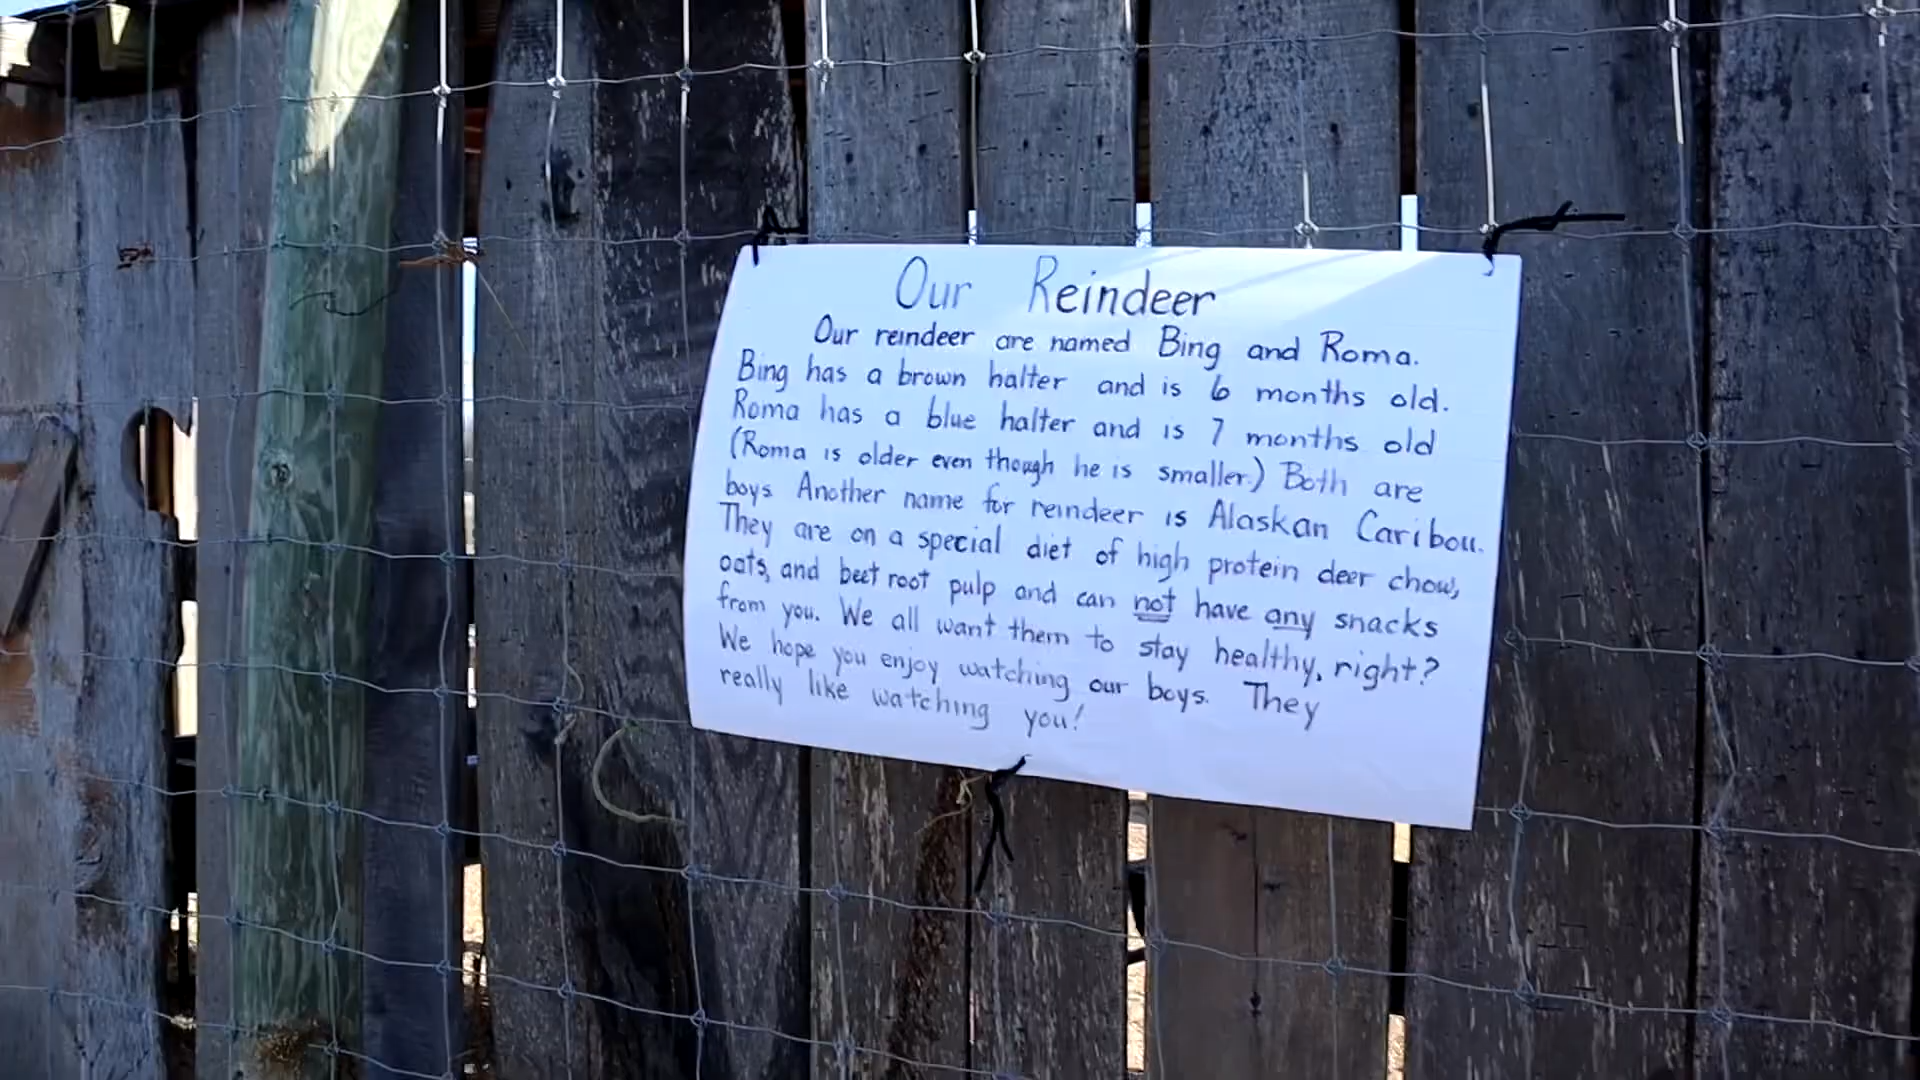 Our Reindeer
Our reindeer are named Bing and Roma.
Bing has a brown halter and is 6 months old.
Roma has a blue halter and is 7 months old
(Roma is older even though he is smaller.) Both are
boys. Another name for reindeer is Alaskan Caribou.
They are on a special diet of high protein deer chow,
oats, and beet root pulp and can not have any snacks
from you. We all want them to stay healthy, right?
We hope you enjoy watching our boys. They
really like watching you!